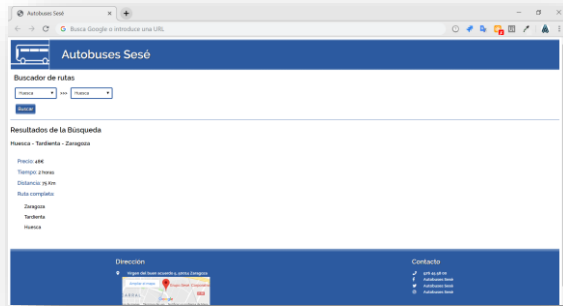 Autobuses Sesé
Busca Google o introduce una URL
Autobuses Sesé
Buscador de rutas
Huesca
Huesca
Buscar
Resultados de la Búsqueda
Huesca - Tardienta - Zaragoza
Precio: 48€
Tiempo: 2 horas
Distancia: 75 Km
Ruta completa:
Zaragoza
Tardienta
Huesca
Dirección
Contacto
Autobuses Sesé
Autobuses Sesé
Autobuses Sesé